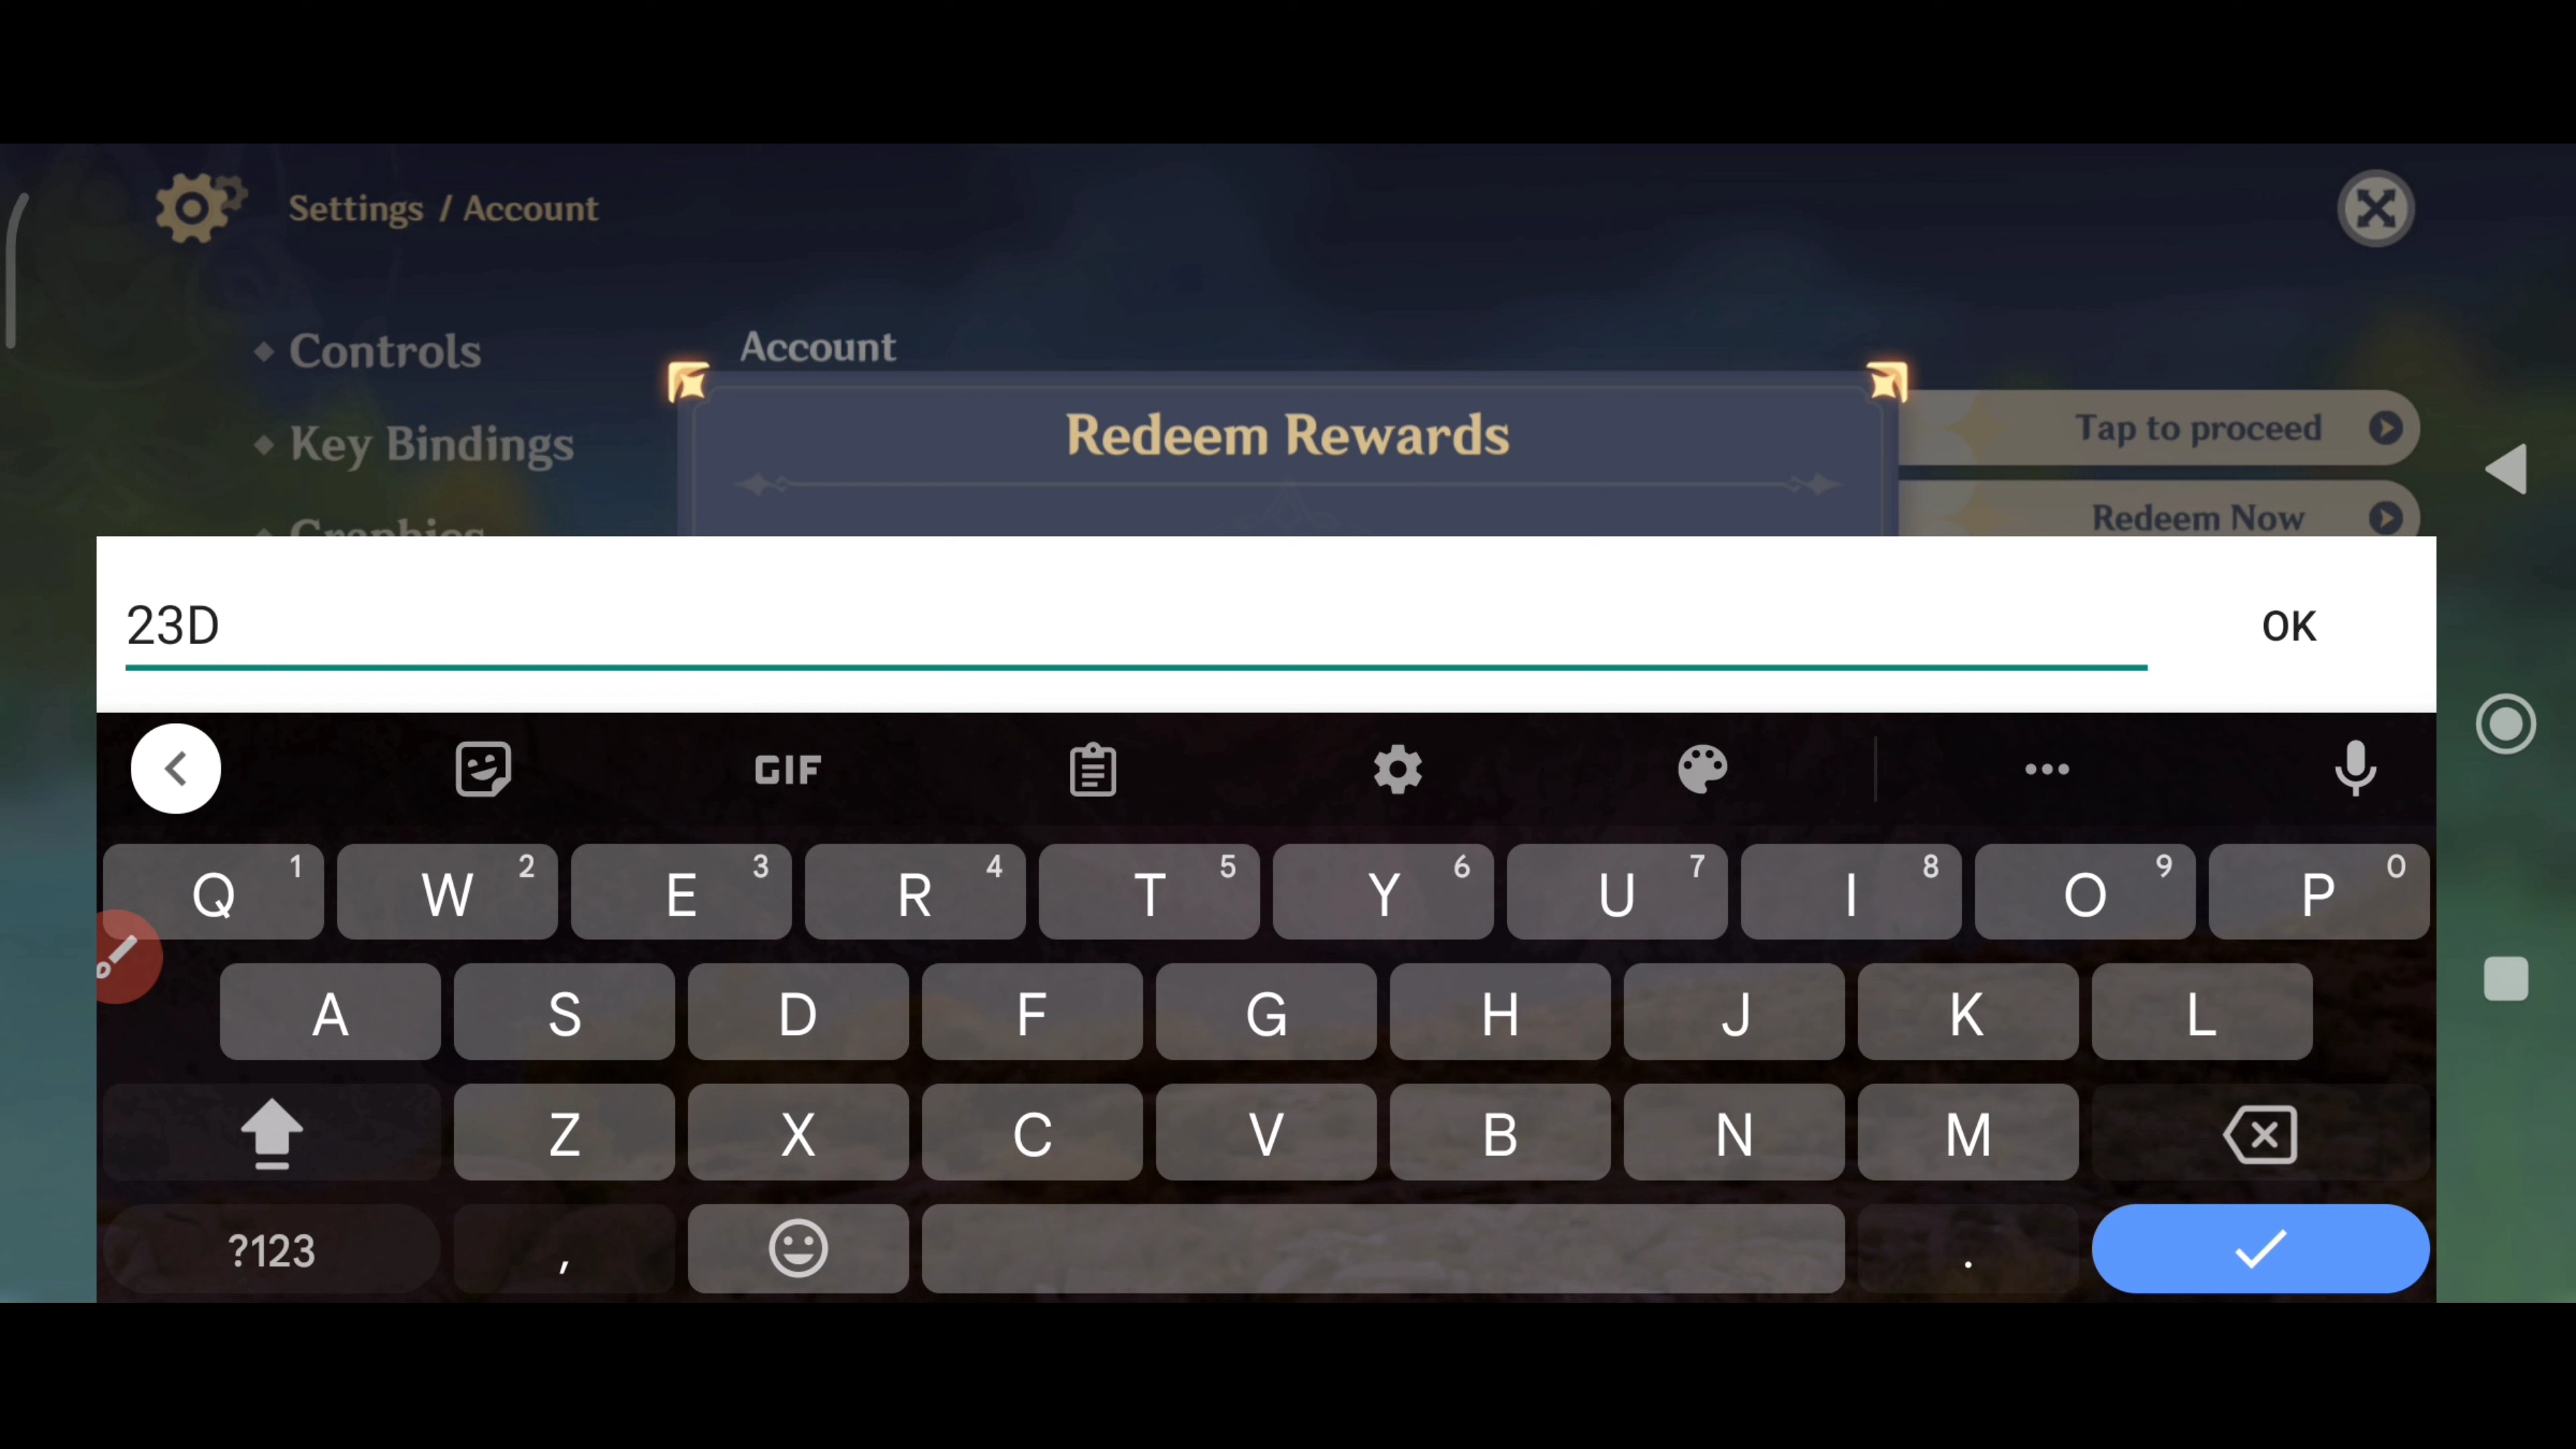 Settings / Account
Controls
Account
Key Bindings
Redeem Rewards
Tap to proceed
Graphics
Redeem Now
23D
OK
GIF
Q 1 W 2 E 3 R 4 T 5 Y 6 U 7 I 8 O 9 P 0
A S D F G H J K L
Z X C V B N M
?123 , .